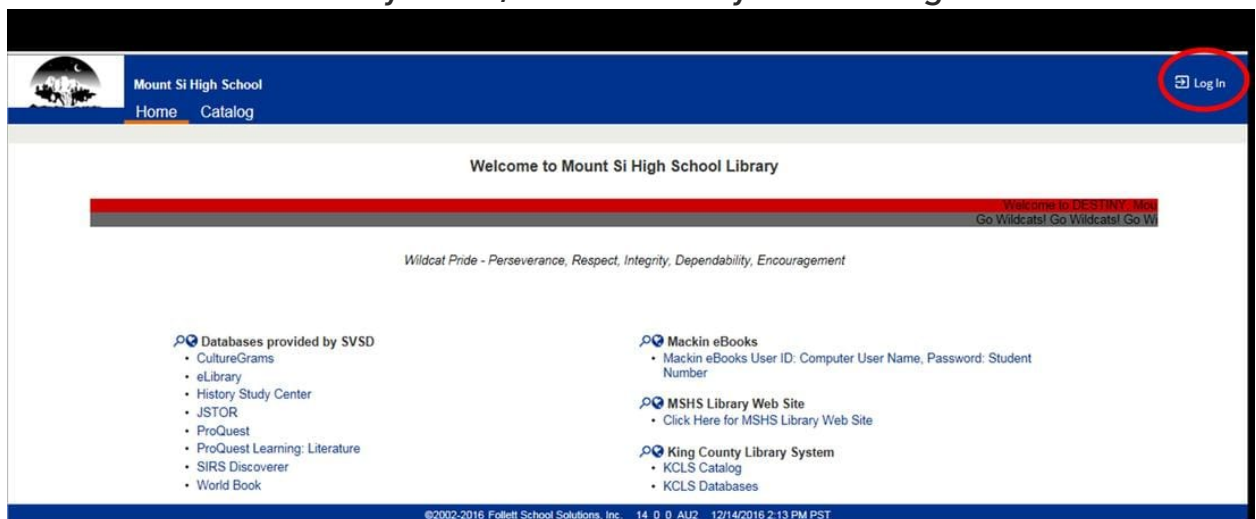 Mount Si High School
Log In
Home Catalog
Welcome to Mount Si High School Library
Welcome to DESTINY, Mou
Go Wildcats! Go Wildcats! Go Wi
Wildcat Pride - Perseverance, Respect, Integrity, Dependability, Encouragement
Databases provided by SVSD
• CultureGrams
• eLibrary
• History Study Center
• JSTOR
• ProQuest
• ProQuest Learning: Literature
• SIRS Discoverer
• World Book
Mackin eBooks
• Mackin eBooks User ID: Computer User Name, Password: Student
Number
MSHS Library Web Site
• Click Here for MSHS Library Web Site
King County Library System
• KCLS Catalog
• KCLS Databases
©2002-2016 Follett School Solutions, Inc. 14_0_0_AU2 12/14/2016 2:13 PM PST